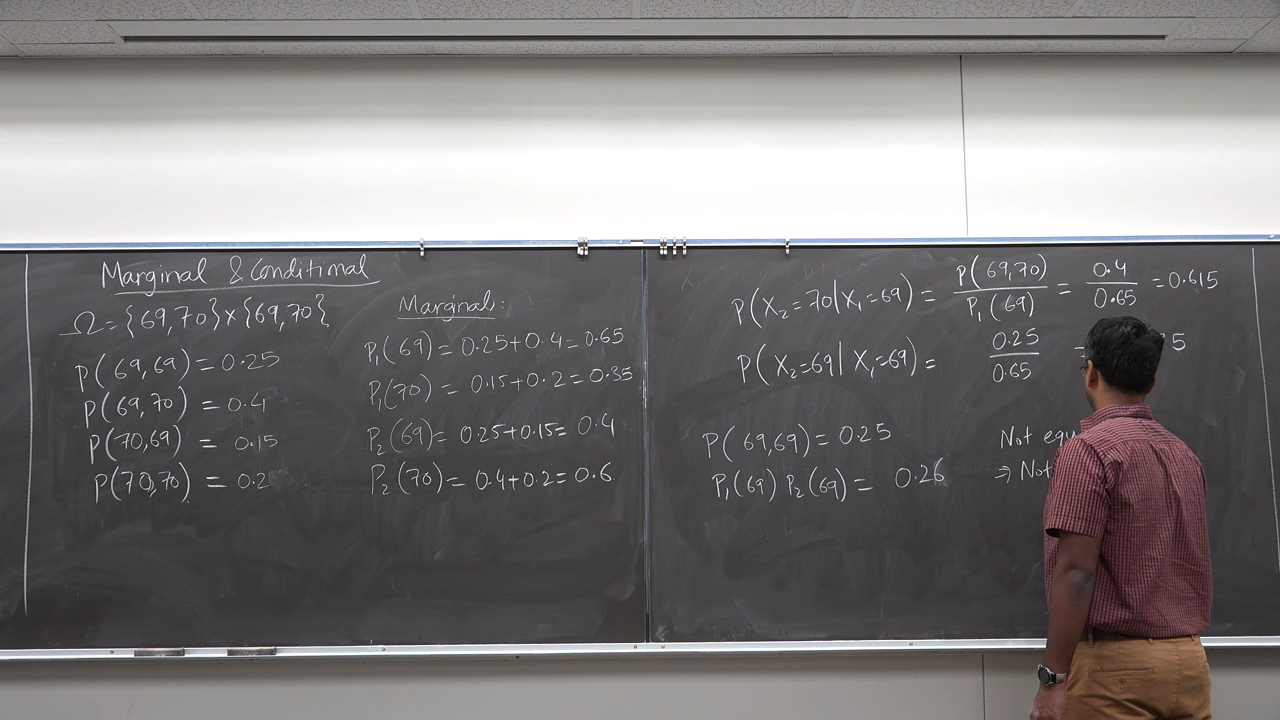 Marginal & Conditional
Ω = {69,70} × {69,70}
P(69,69) = 0.25
P(69,70) = 0.4
P(70,69) = 0.15
P(70,70) = 0.2
Marginal:
P₁(69) = 0.25+0.4 = 0.65
P₁(70) = 0.15+0.2 = 0.35
P₂(69) = 0.25+0.15 = 0.4
P₂(70) = 0.4+0.2 = 0.6
P(X₂=70|X₁=69) = P(69,70)/P₁(69) = 0.4/0.65 = 0.615
P(X₂=69|X₁=69) = 0.25/0.65 = 5
P(69,69) = 0.25
P₁(69) P₂(69) = 0.26
Not
⇒ Not